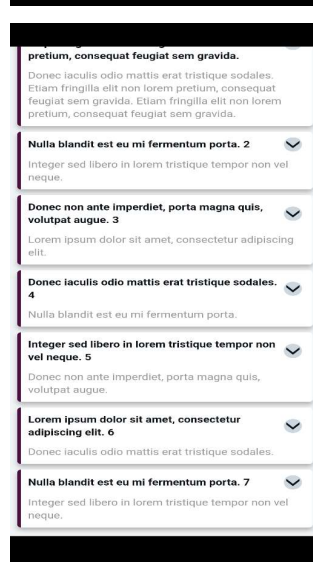 pretium, consequat feugiat sem gravida.
Donec iaculis odio mattis erat tristique sodales.
Etiam fringilla elit non lorem pretium, consequat
feugiat sem gravida. Etiam fringilla elit non lorem
pretium, consequat feugiat sem gravida.
Nulla blandit est eu mi fermentum porta. 2
Integer sed libero in lorem tristique tempor non vel
neque.
Donec non ante imperdiet, porta magna quis,
volutpat augue. 3
Lorem ipsum dolor sit amet, consectetur adipiscing
elit.
Donec iaculis odio mattis erat tristique sodales.
4
Nulla blandit est eu mi fermentum porta.
Integer sed libero in lorem tristique tempor non
vel neque. 5
Donec non ante imperdiet, porta magna quis,
volutpat augue.
Lorem ipsum dolor sit amet, consectetur
adipiscing elit. 6
Donec iaculis odio mattis erat tristique sodales.
Nulla blandit est eu mi fermentum porta. 7
Integer sed libero in lorem tristique tempor non vel
neque.